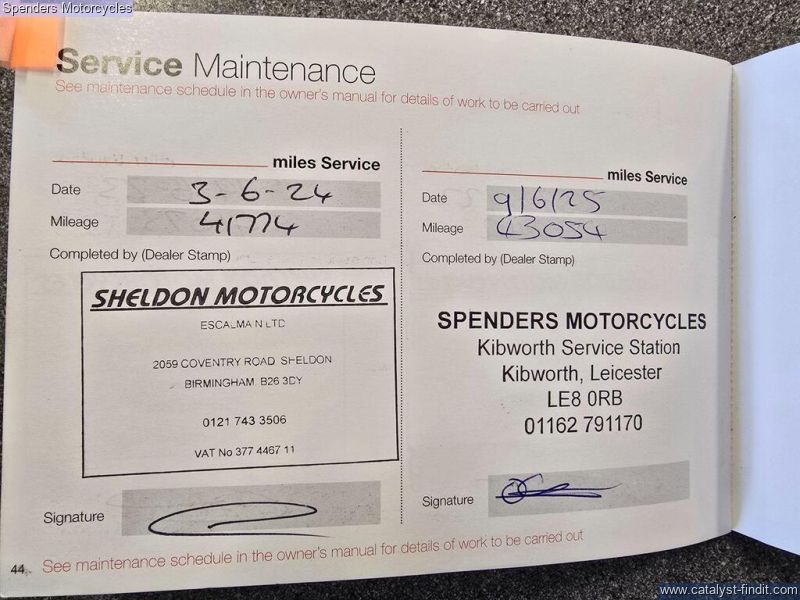 Spenders Motorcycles
Service Maintenance
See maintenance schedule in the owner's manual for details of work to be carried out
miles Service
Date 3-6-24
Mileage 41774
Completed by (Dealer Stamp)
SHELDON MOTORCYCLES
ESCALMAIN LTD
2059 COVENTRY ROAD SHELDON
BIRMINGHAM B26 3DY
0121 743 3506
VAT No 377 4467 11
Signature
miles Service
Date 9/6/25
Mileage 43054
Completed by (Dealer Stamp)
SPENDERS MOTORCYCLES
Kibworth Service Station
Kibworth, Leicester
LE8 0RB
01162 791170
Signature
44 See maintenance schedule in the owner's manual for details of work to be carried out
www.catalyst-findit.com